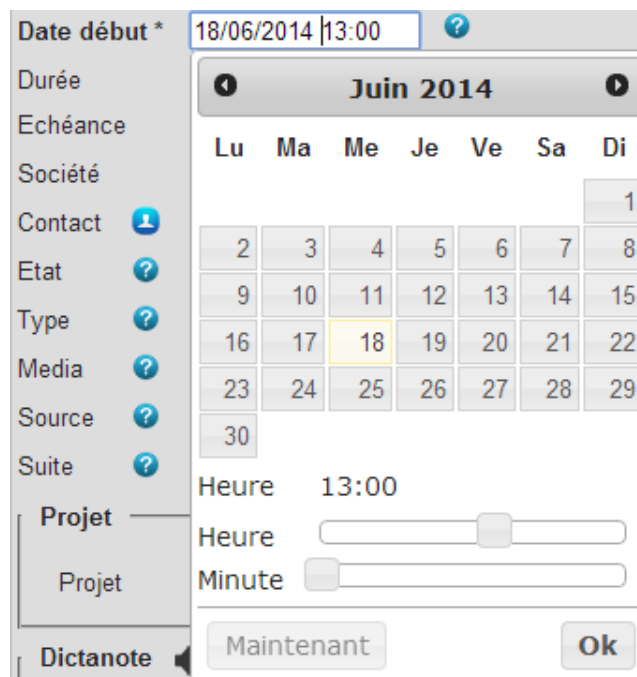 Date début * 18/06/2014 13:00
Durée
Echéance
Société
Contact
Etat
Type
Media
Source
Suite
Projet
Projet
Dictanote
Juin 2014
Lu Ma Me Je Ve Sa Di
1
2 3 4 5 6 7 8
9 10 11 12 13 14 15
16 17 18 19 20 21 22
23 24 25 26 27 28 29
30
Heure 13:00
Heure
Minute
Maintenant Ok